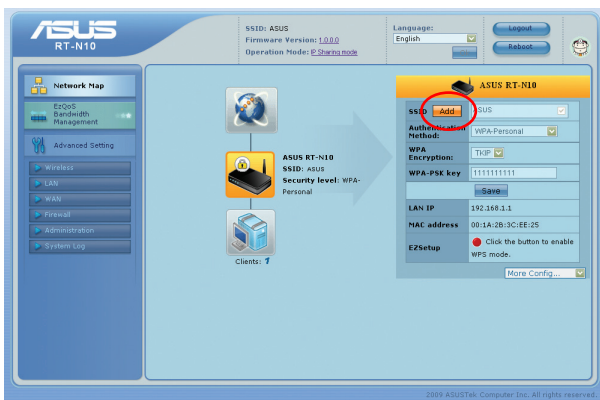 ASUS
RT-N10
SSID: ASUS
Firmware Version: 1.0.0.0
Operation Mode: IP Sharing mode
Language:
English
Logout
Reboot
Network Map
EzQoS
Bandwidth
Management
Advanced Setting
Wireless
LAN
WAN
Firewall
Administration
System Log
ASUS RT-N10
SSID: ASUS
Security level: WPA-
Personal
Clients: 1
ASUS RT-N10
SSID Add ASUS
Authentication
Method: WPA-Personal
WPA
Encryption: TKIP
WPA-PSK key 1111111111
Save
LAN IP 192.168.1.1
MAC address 00:1A:2B:3C:EE:25
EZSetup Click the button to enable
WPS mode.
More Config...
2009 ASUSTek Computer Inc. All rights reserved.